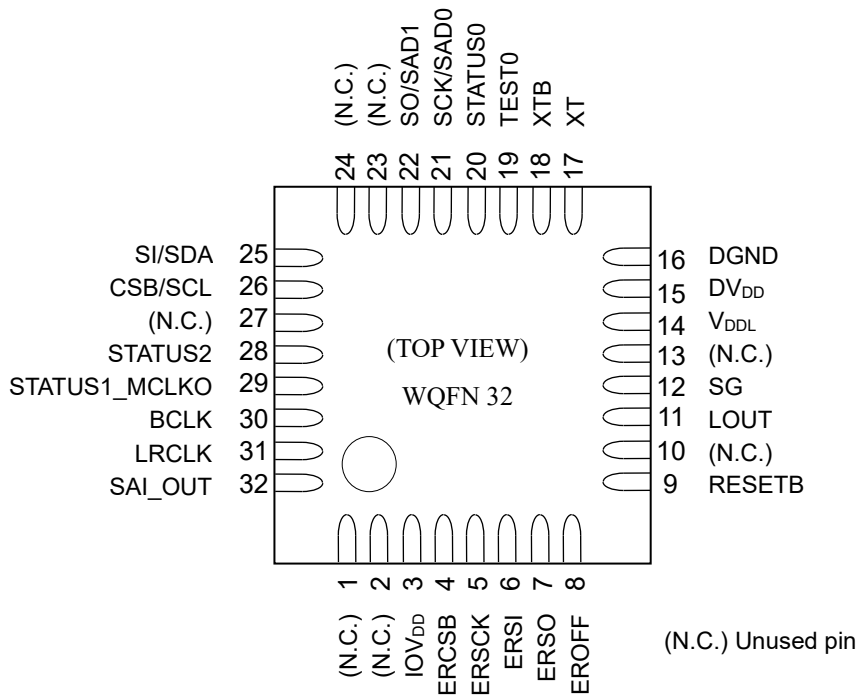 (N.C.)
(N.C.)
SO/SAD1
SCK/SAD0
STATUS0
TEST0
XTB
XT
24
23
22
21
20
19
18
17
SI/SDA 25
CSB/SCL 26
(N.C.) 27
STATUS2 28
STATUS1_MCLKO 29
BCLK 30
LRCLK 31
SAI_OUT 32
(TOP VIEW)
WQFN 32
16 DGND
15 DVDD
14 VDDL
13 (N.C.)
12 SG
11 LOUT
10 (N.C.)
9 RESETB
1
2
3
4
5
6
7
8
(N.C.)
(N.C.)
IOVDD
ERCSB
ERSCK
ERSI
ERSO
EROFF
(N.C.) Unused pin